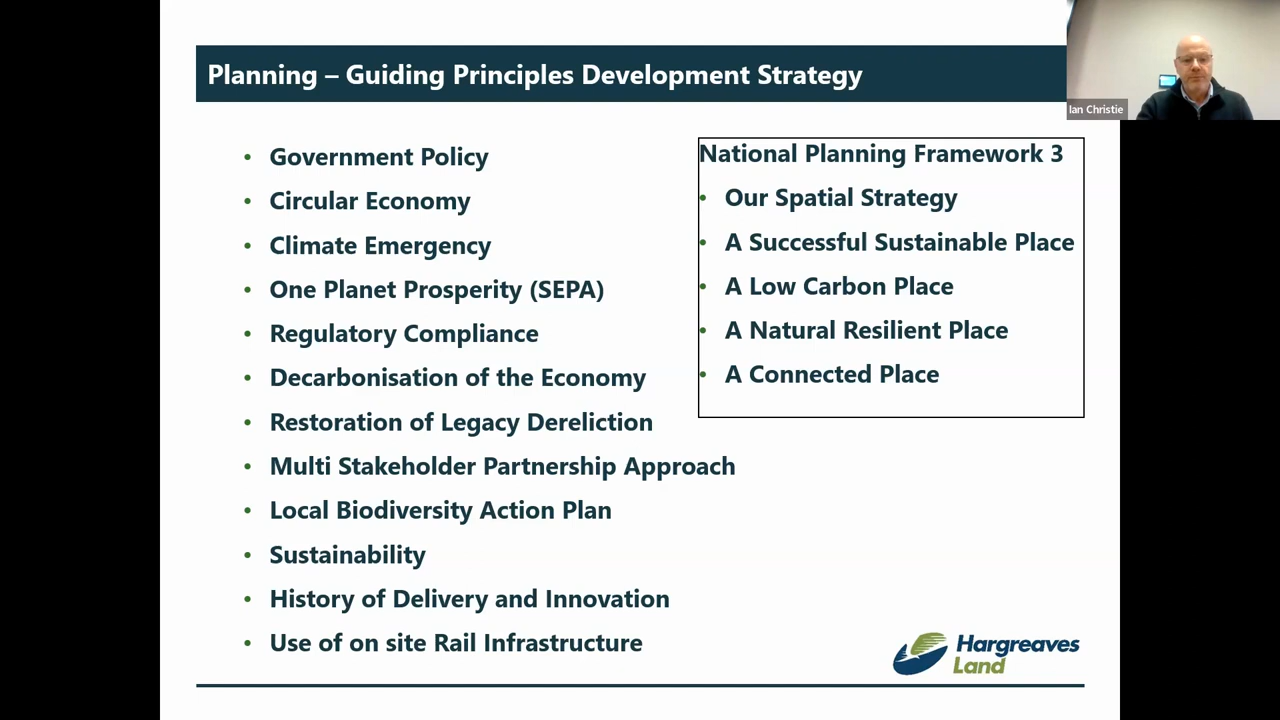 Planning – Guiding Principles Development Strategy
Ian Christie
• Government Policy
• Circular Economy
• Climate Emergency
• One Planet Prosperity (SEPA)
• Regulatory Compliance
• Decarbonisation of the Economy
• Restoration of Legacy Dereliction
• Multi Stakeholder Partnership Approach
• Local Biodiversity Action Plan
• Sustainability
• History of Delivery and Innovation
• Use of on site Rail Infrastructure
National Planning Framework 3
• Our Spatial Strategy
• A Successful Sustainable Place
• A Low Carbon Place
• A Natural Resilient Place
• A Connected Place
Hargreaves
Land